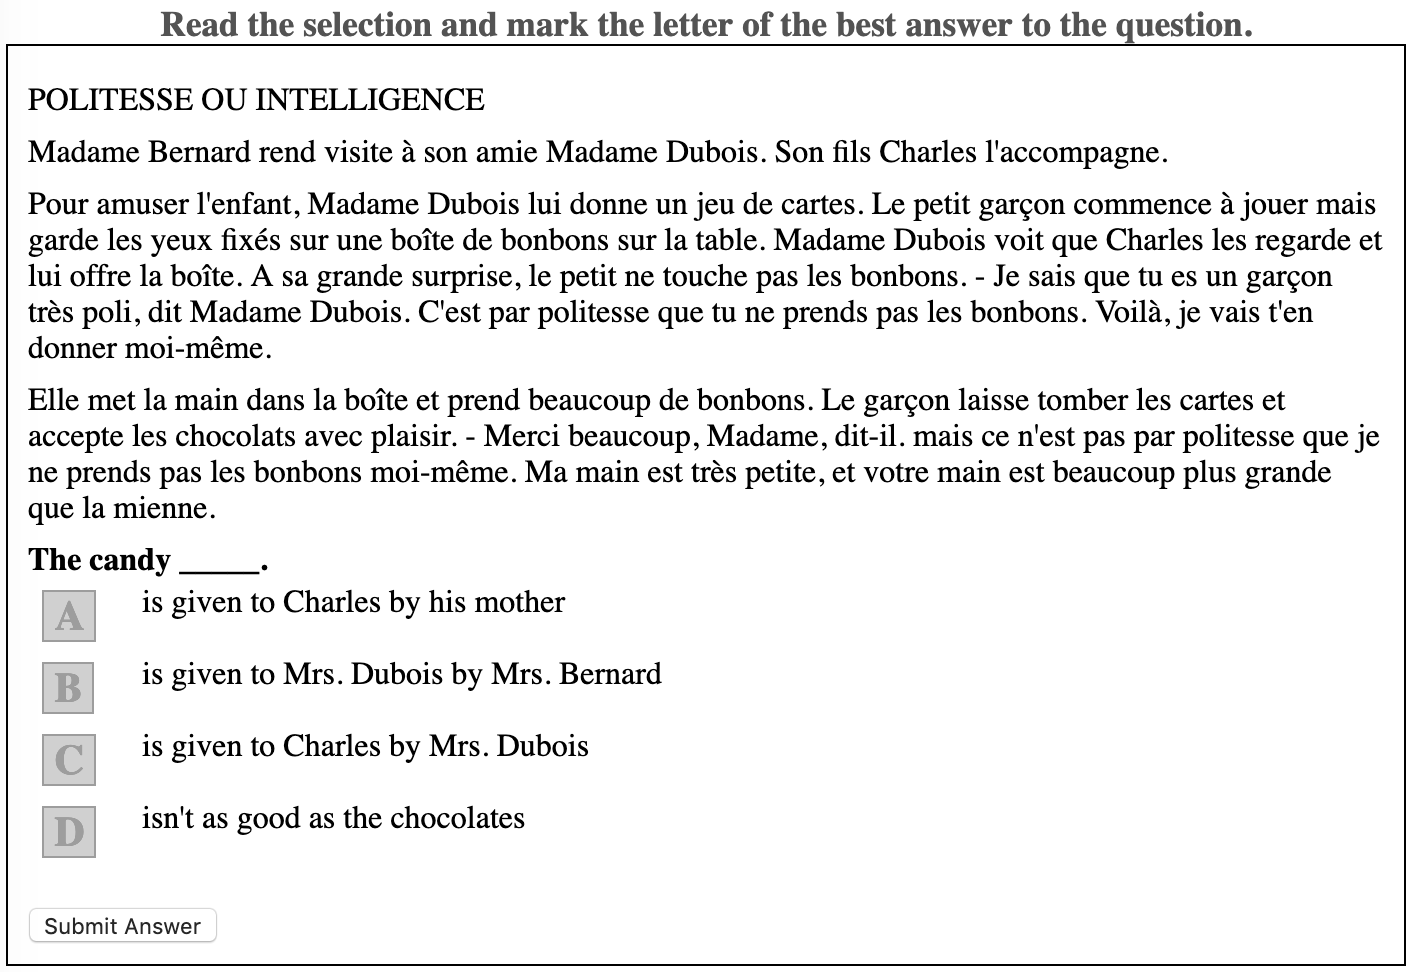 Read the selection and mark the letter of the best answer to the question.
POLITESSE OU INTELLIGENCE
Madame Bernard rend visite à son amie Madame Dubois. Son fils Charles l'accompagne.
Pour amuser l'enfant, Madame Dubois lui donne un jeu de cartes. Le petit garçon commence à jouer mais
garde les yeux fixés sur une boîte de bonbons sur la table. Madame Dubois voit que Charles les regarde et
lui offre la boîte. A sa grande surprise, le petit ne touche pas les bonbons. - Je sais que tu es un garçon
très poli, dit Madame Dubois. C'est par politesse que tu ne prends pas les bonbons. Voilà, je vais t'en
donner moi-même.
Elle met la main dans la boîte et prend beaucoup de bonbons. Le garçon laisse tomber les cartes et
accepte les chocolats avec plaisir. - Merci beaucoup, Madame, dit-il. mais ce n'est pas par politesse que je
ne prends pas les bonbons moi-même. Ma main est très petite, et votre main est beaucoup plus grande
que la mienne.
The candy _____.
A is given to Charles by his mother
B is given to Mrs. Dubois by Mrs. Bernard
C is given to Charles by Mrs. Dubois
D isn't as good as the chocolates
Submit Answer